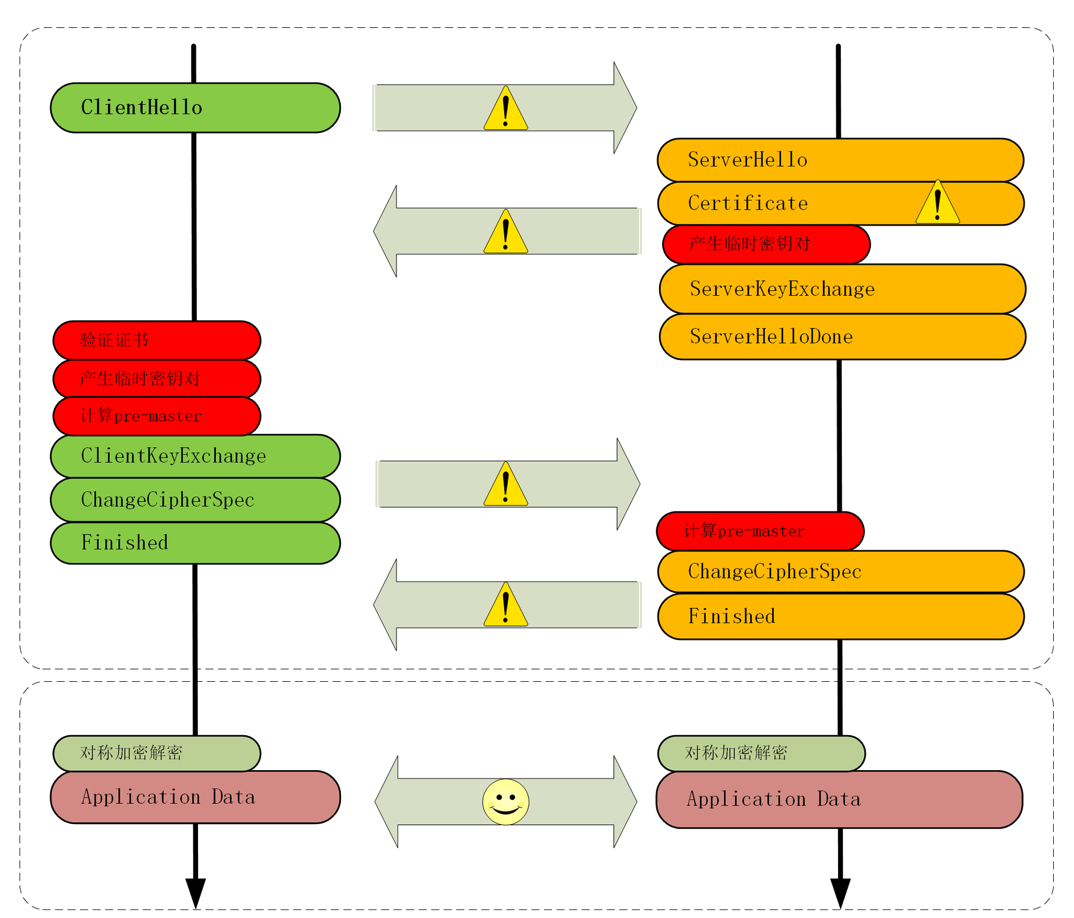 ClientHello
ServerHello
Certificate
产生临时密钥对
ServerKeyExchange
ServerHelloDone
验证证书
产生临时密钥对
计算pre-master
ClientKeyExchange
ChangeCipherSpec
Finished
计算pre-master
ChangeCipherSpec
Finished
对称加密解密
Application Data
对称加密解密
Application Data